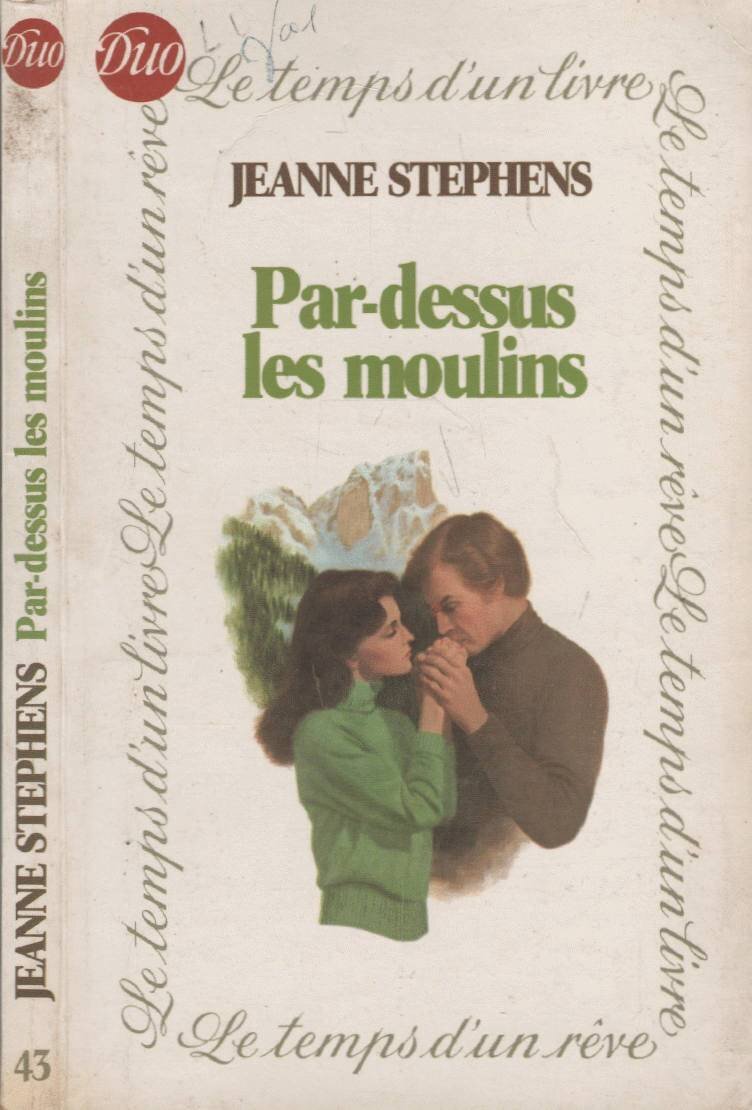 Duo
JEANNE STEPHENS Par-dessus les moulins
43
Duo
Le temps d'un livre
Le temps d'un rêve Le temps d'un livre
JEANNE STEPHENS
Par-dessus
les moulins
Le temps d'un livre Le temps d'un rêve
Le temps d'un rêve